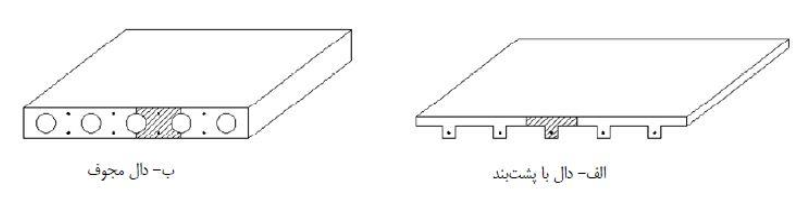 الف- دال با پشت‌بند
ب- دال مجوف